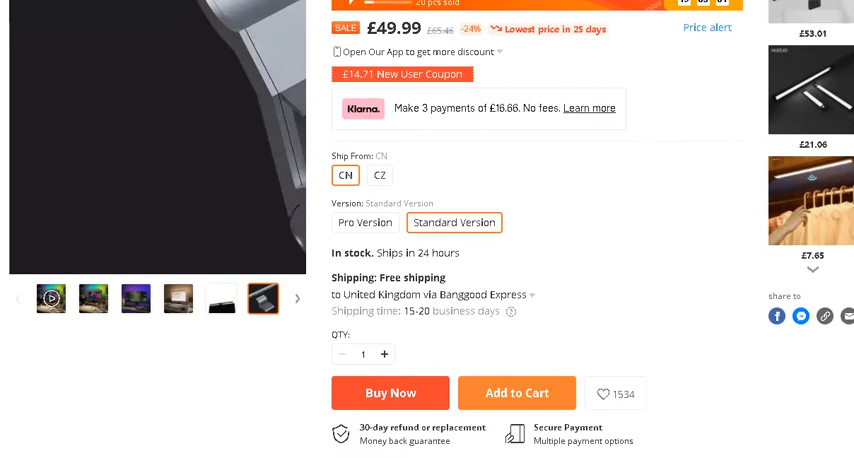 20 pcs sold
SALE £49.99 £65.46 -24% Lowest price in 25 days Price alert
Open Our App to get more discount
£14.71 New User Coupon
Klarna. Make 3 payments of £16.66. No fees. Learn more
Ship From: CN
CN CZ
Version: Standard Version
Pro Version Standard Version
In stock. Ships in 24 hours
Shipping: Free shipping
to United Kingdom via Banggood Express
Shipping time: 15-20 business days ?
QTY:
− 1 +
Buy Now Add to Cart 1534
30-day refund or replacement
Money back guarantee
Secure Payment
Multiple payment options
£53.01
£21.06
£7.65
share to